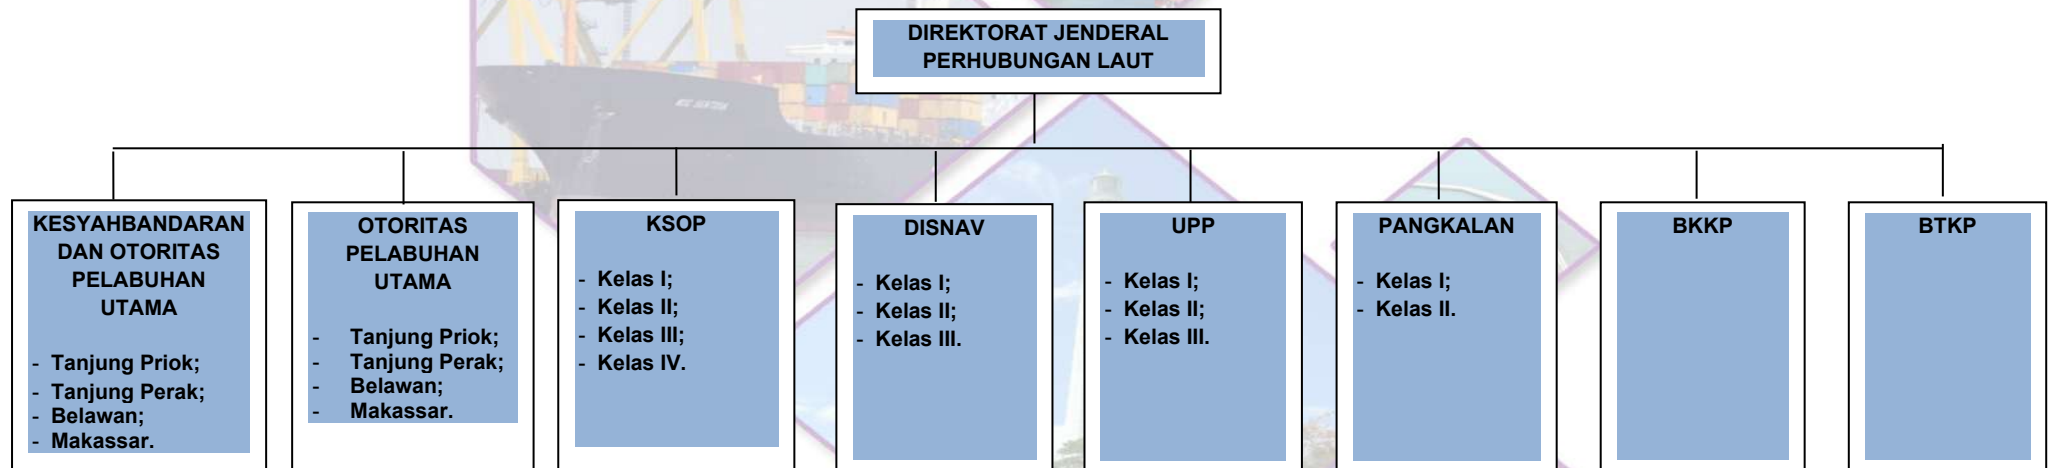 DIREKTORAT JENDERAL
PERHUBUNGAN LAUT
KESYAHBANDARAN
DAN OTORITAS
PELABUHAN
UTAMA
- Tanjung Priok;
- Tanjung Perak;
- Belawan;
- Makassar.
OTORITAS
PELABUHAN
UTAMA
- Tanjung Priok;
- Tanjung Perak;
- Belawan;
- Makassar.
KSOP
- Kelas I;
- Kelas II;
- Kelas III;
- Kelas IV.
DISNAV
- Kelas I;
- Kelas II;
- Kelas III.
UPP
- Kelas I;
- Kelas II;
- Kelas III.
PANGKALAN
- Kelas I;
- Kelas II.
BKKP
BTKP